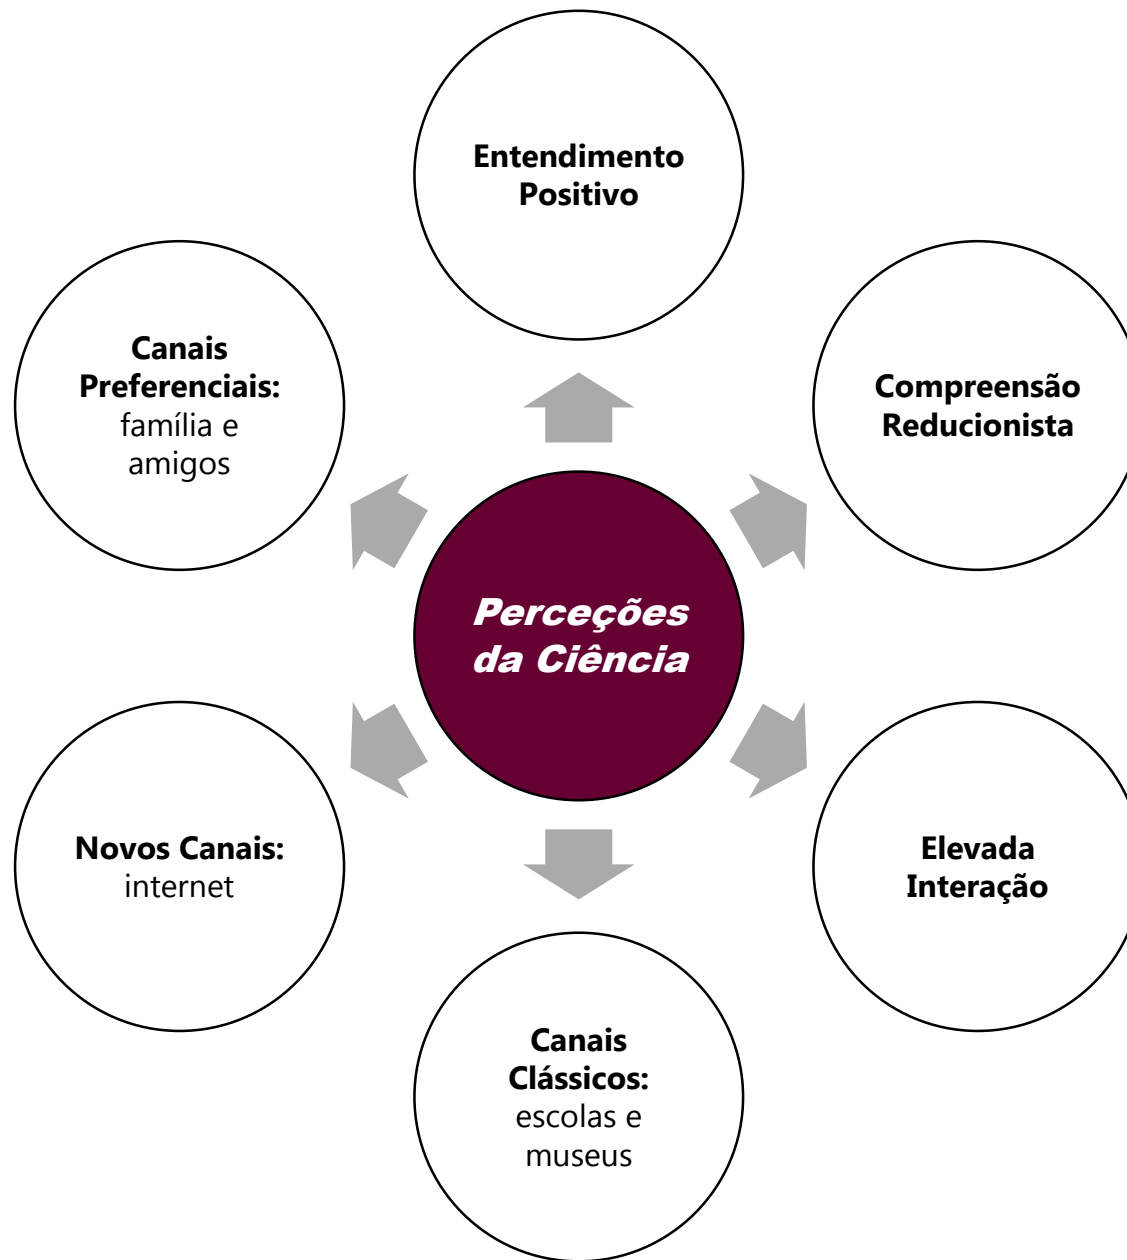 Entendimento
Positivo
Canais
Preferenciais:
família e
amigos
Compreensão
Reducionista
Perceções
da Ciência
Novos Canais:
internet
Elevada
Interação
Canais
Clássicos:
escolas e
museus